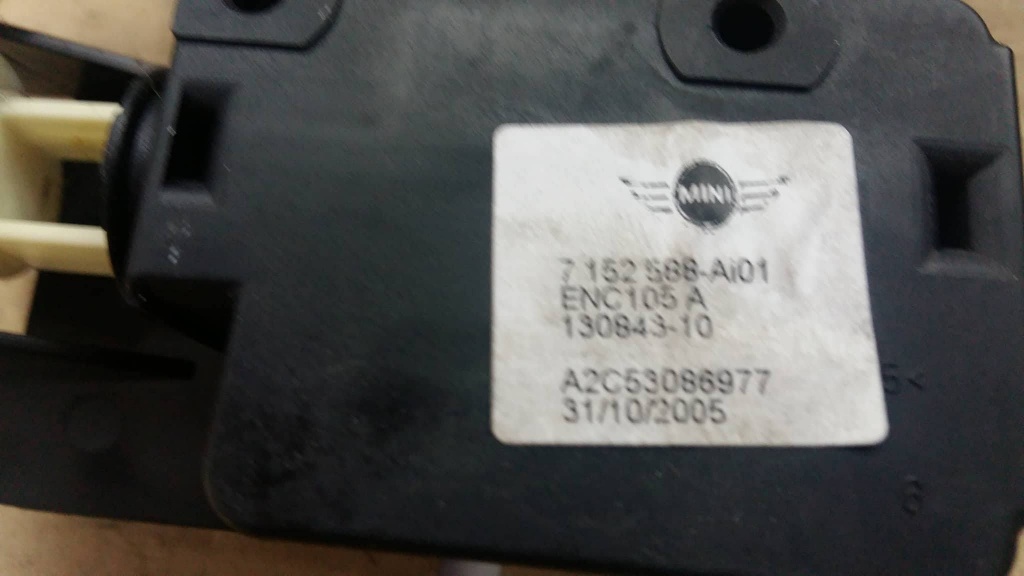 MINI
7 152 588-Ai01
ENC105 A
130843-10
A2C53086977
31/10/2005